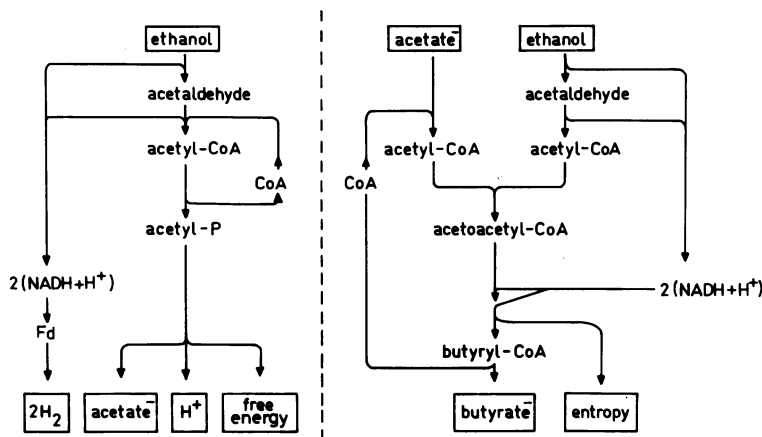 ethanol
acetaldehyde
acetyl-CoA
CoA
acetyl-P
2(NADH+H⁺)
Fd
2H₂
acetate⁻
H⁺
free energy
acetate⁻
ethanol
acetaldehyde
acetyl-CoA
acetyl-CoA
CoA
acetoacetyl-CoA
2(NADH+H⁺)
butyryl-CoA
butyrate⁻
entropy